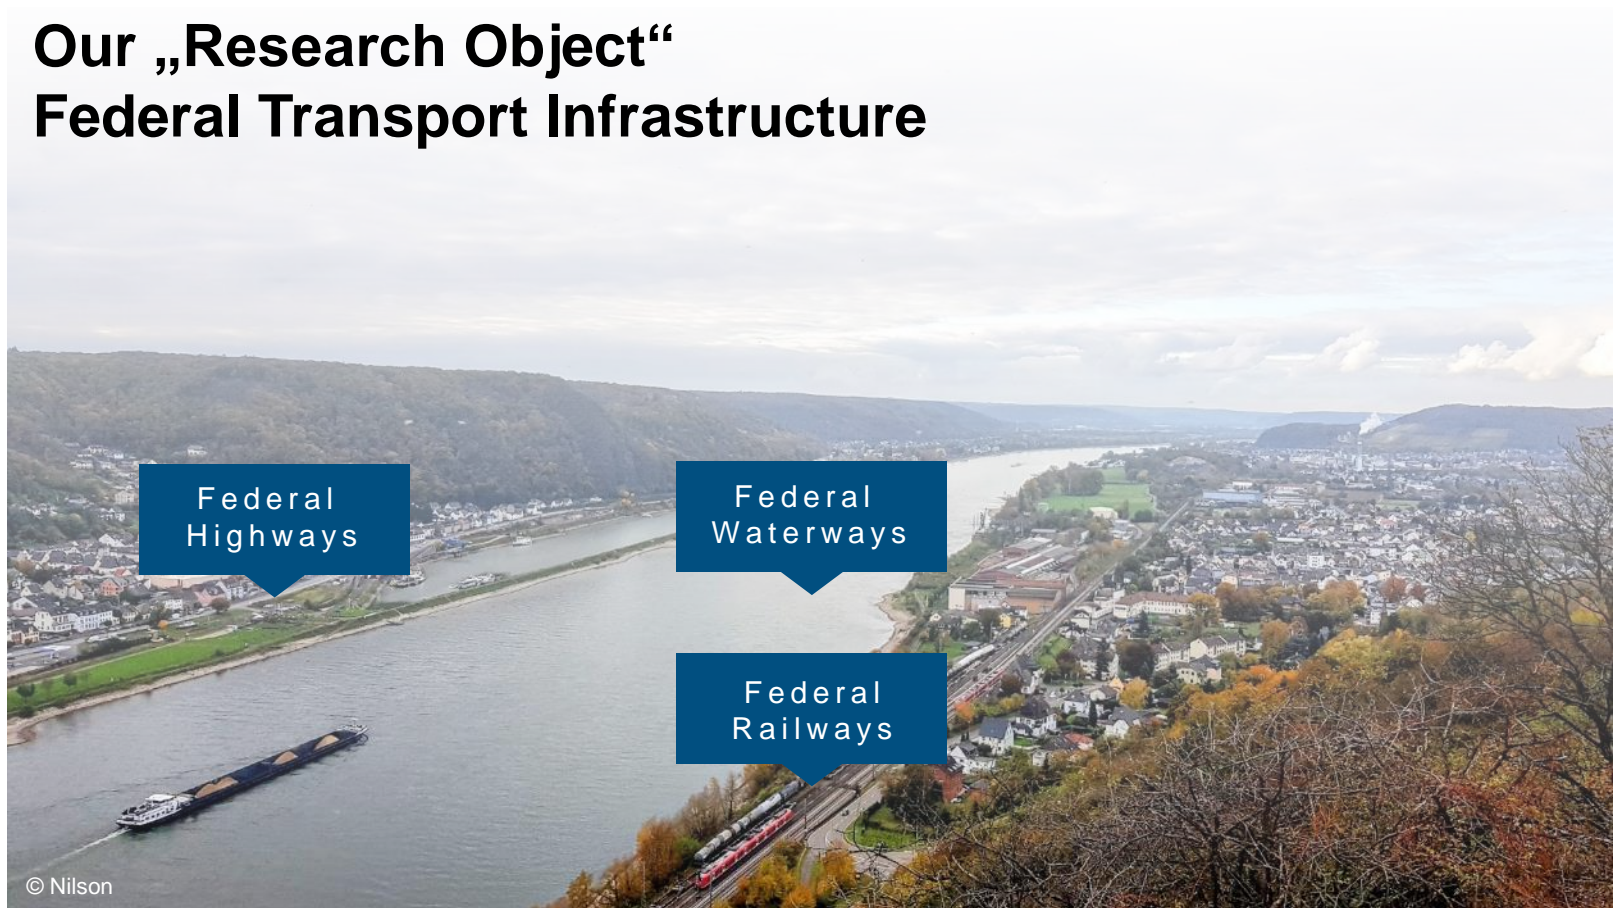 Our „Research Object“
Federal Transport Infrastructure
Federal
Highways
Federal
Waterways
Federal
Railways
© Nilson